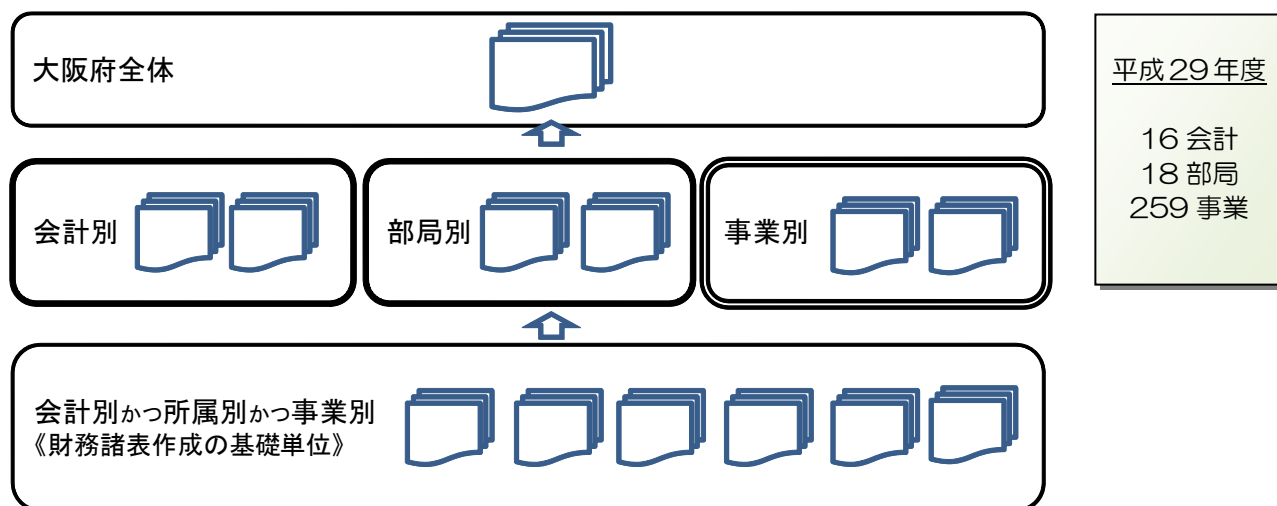 大阪府全体
会計別
部局別
事業別
会計別かつ所属別かつ事業別
《財務諸表作成の基礎単位》
平成29年度
16会計
18部局
259事業